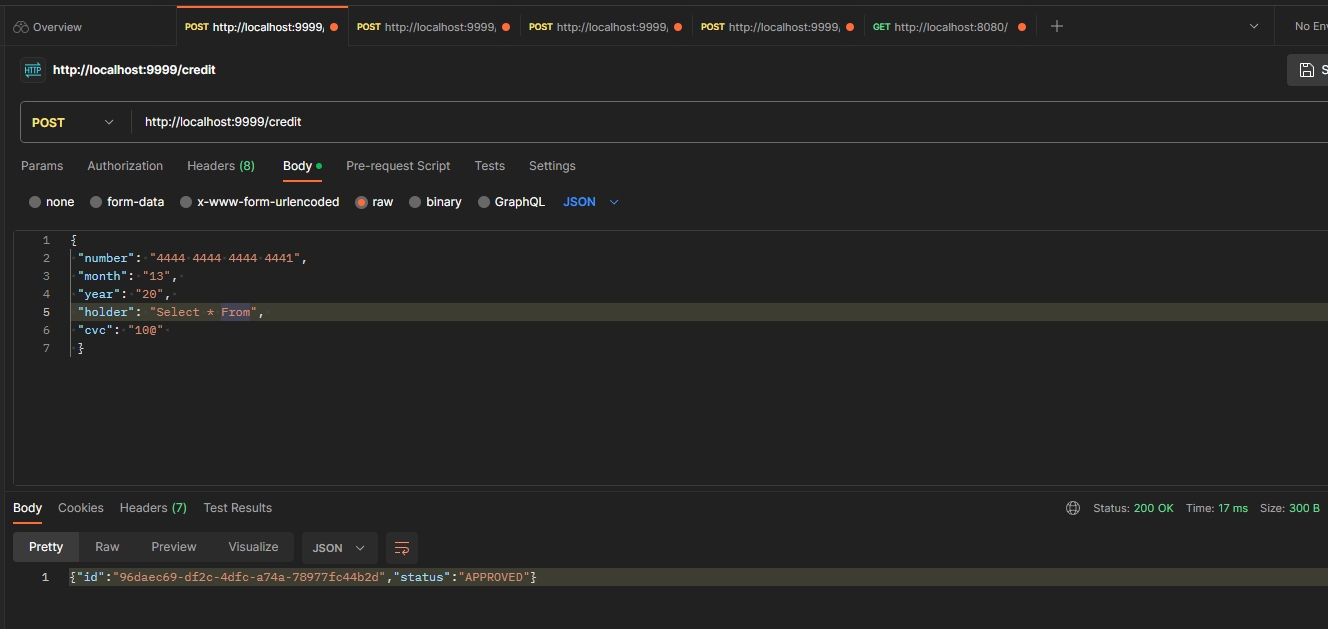 Overview
POST http://localhost:9999,
POST http://localhost:9999,
POST http://localhost:9999,
POST http://localhost:9999,
GET http://localhost:8080/
No Env
HTTP http://localhost:9999/credit
S
POST http://localhost:9999/credit
Params Authorization Headers (8) Body Pre-request Script Tests Settings
none form-data x-www-form-urlencoded raw binary GraphQL JSON
1 {
2 "number": "4444 4444 4444 4441",
3 "month": "13",
4 "year": "20",
5 "holder": "Select * From",
6 "cvc": "10@"
7 }
Body Cookies Headers (7) Test Results Status: 200 OK Time: 17 ms Size: 300 B
Pretty Raw Preview Visualize JSON
1 {"id":"96daec69-df2c-4dfc-a74a-78977fc44b2d","status":"APPROVED"}